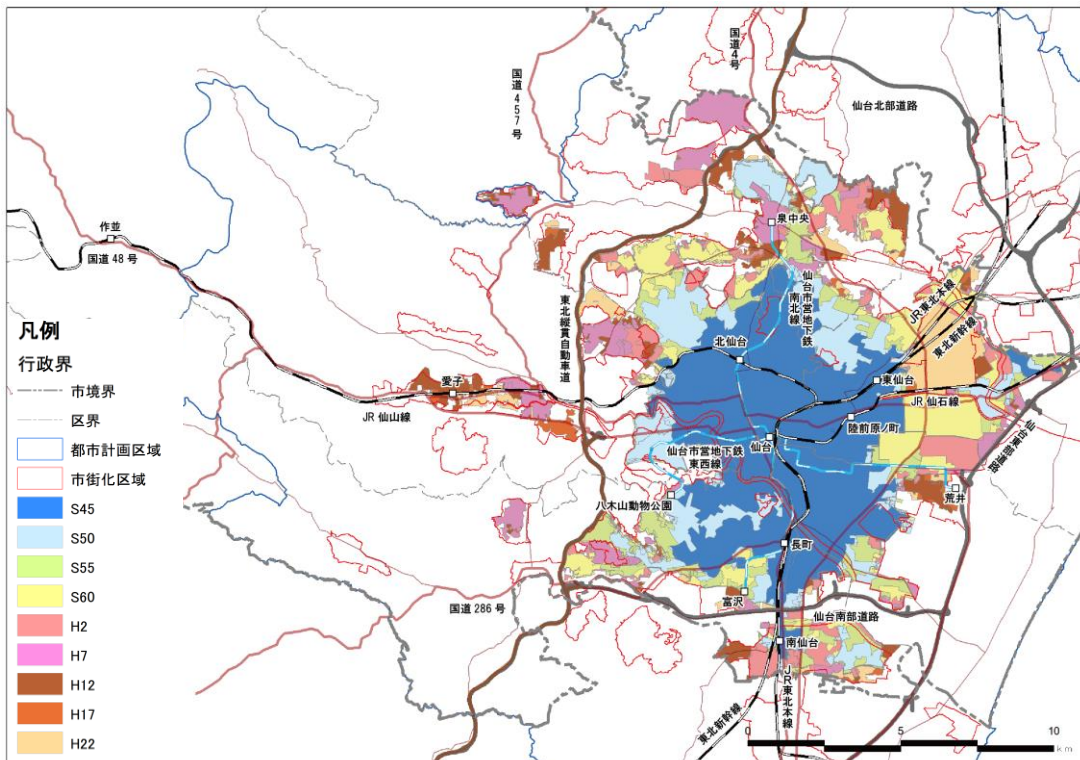 国道457号
国道4号
仙台北部道路
泉中央
作並
国道48号
仙台市営地下鉄
南北線
JR東北本線
東北新幹線
東北縦貫自動車道
北仙台
東仙台
愛子
JR 仙山線
JR 仙石線
陸前原ノ町
仙台
仙台市営地下鉄
東西線
仙台東部道路
荒井
八木山動物公園
長町
国道286号
富沢
仙台南部道路
南仙台
JR東北本線
東北新幹線
凡例
行政界
市境界
区界
都市計画区域
市街化区域
S45
S50
S55
S60
H2
H7
H12
H17
H22
0 5 10
km